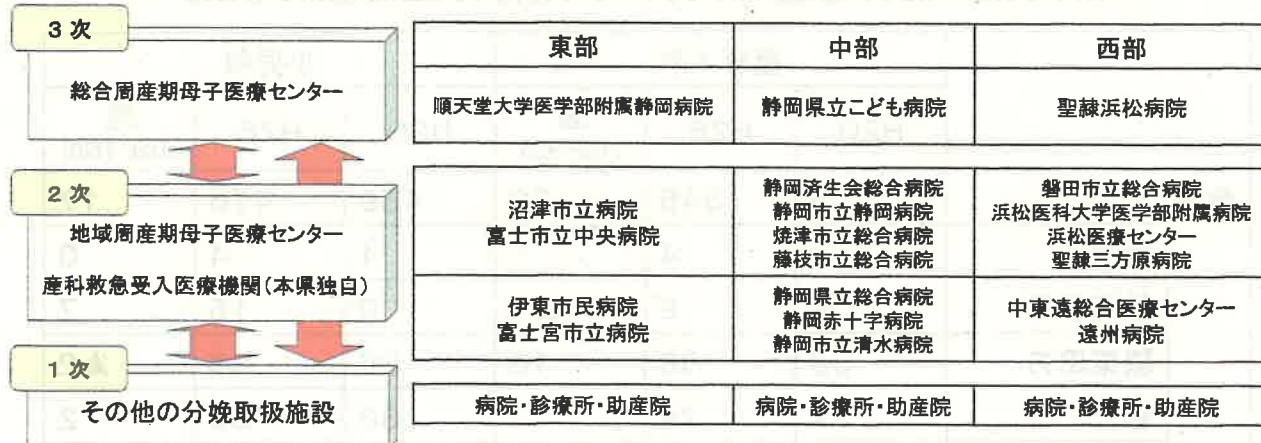 3次
総合周産期母子医療センター
2次
地域周産期母子医療センター
産科救急受入医療機関(本県独自)
1次
その他の分娩取扱施設
東部
中部
西部
順天堂大学医学部附属静岡病院
静岡県立こども病院
聖隷浜松病院
沼津市立病院
富士市立中央病院
静岡済生会総合病院
静岡市立静岡病院
焼津市立総合病院
藤枝市立総合病院
磐田市立総合病院
浜松医科大学医学部附属病院
浜松医療センター
聖隷三方原病院
伊東市民病院
富士宮市立病院
静岡県立総合病院
静岡赤十字病院
静岡市立清水病院
中東遠総合医療センター
遠州病院
病院・診療所・助産院
病院・診療所・助産院
病院・診療所・助産院